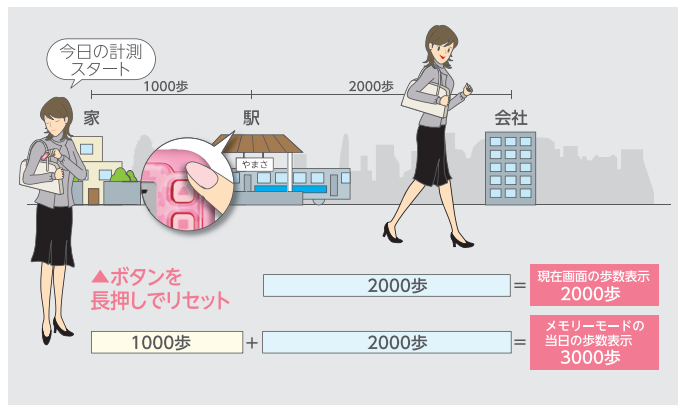 今日の計測
スタート
1000歩
2000歩
家
駅
会社
やまさ
▲ボタンを
長押しでリセット
2000歩
=
現在画面の歩数表示
2000歩
1000歩
+
2000歩
=
メモリーモードの
当日の歩数表示
3000歩